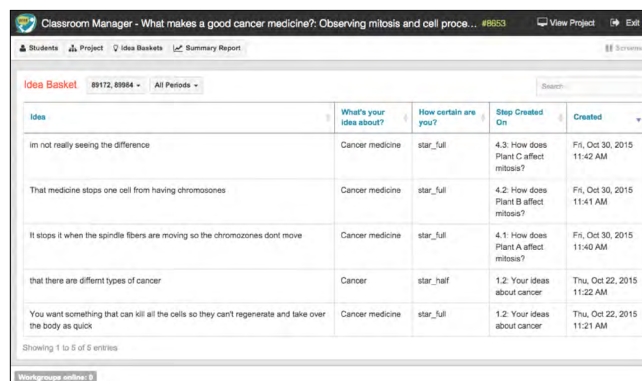 Classroom Manager - What makes a good cancer medicine?: Observing mitosis and cell proce... #8653 View Project Exit
Students Project Idea Baskets Summary Report Screens
Idea Basket 89172, 89984 All Periods Search
Idea What's your idea about? How certain are you? Step Created On Created
im not really seeing the difference Cancer medicine star_full 4.3: How does Plant C affect mitosis? Fri, Oct 30, 2015 11:42 AM
That medicine stops one cell from having chromosones Cancer medicine star_full 4.2: How does Plant B affect mitosis? Fri, Oct 30, 2015 11:41 AM
It stops it when the spindle fibers are moving so the chromozones dont move Cancer medicine star_full 4.1: How does Plant A affect mitosis? Fri, Oct 30, 2015 11:40 AM
that there are differnt types of cancer Cancer star_half 1.2: Your ideas about cancer Thu, Oct 22, 2015 11:22 AM
You want something that can kill all the cells so they can't regenerate and take over the body as quick Cancer medicine star_full 1.2: Your ideas about cancer Thu, Oct 22, 2015 11:21 AM
Showing 1 to 5 of 5 entries
Workgroups online: 0